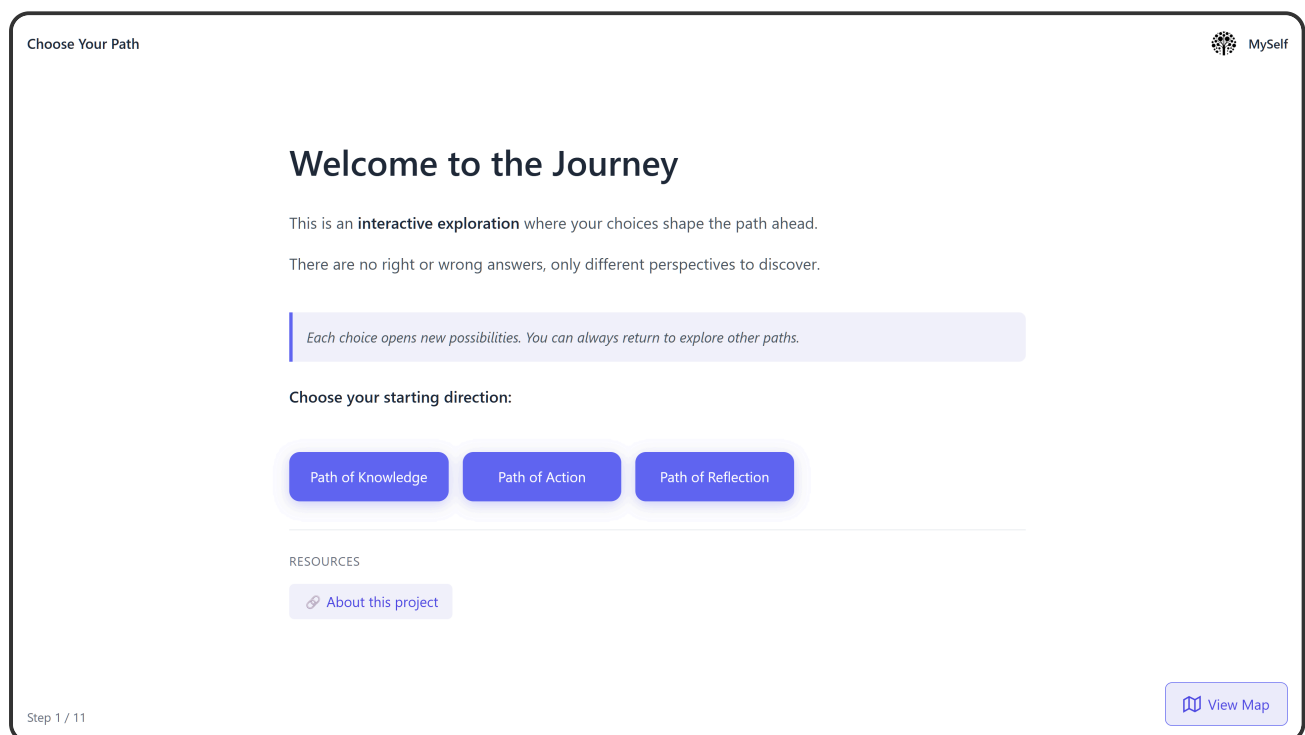 Choose Your Path
MySelf
Welcome to the Journey
This is an interactive exploration where your choices shape the path ahead.
There are no right or wrong answers, only different perspectives to discover.
Each choice opens new possibilities. You can always return to explore other paths.
Choose your starting direction:
Path of Knowledge
Path of Action
Path of Reflection
RESOURCES
About this project
View Map
Step 1 / 11